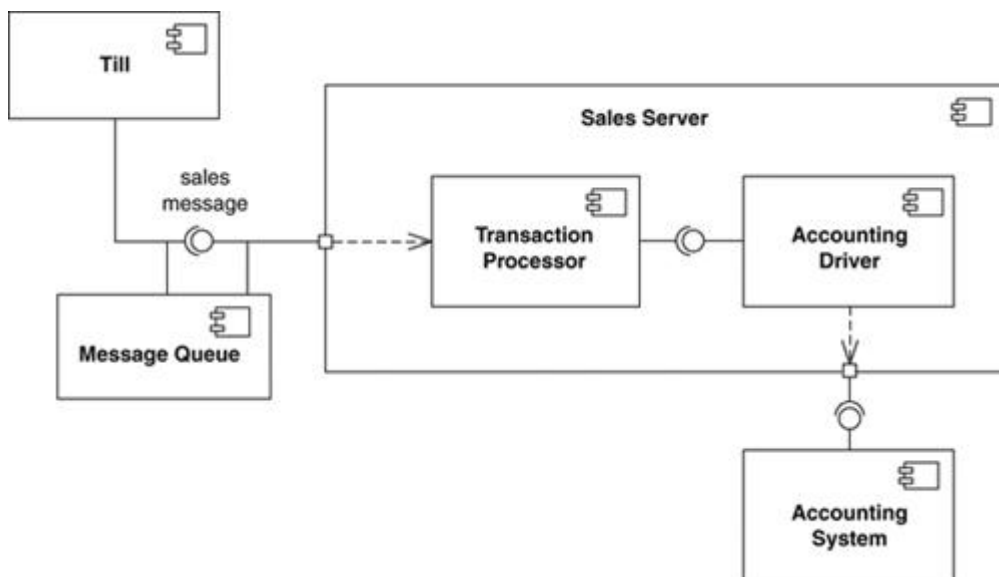 Till
Sales Server
sales
message
Transaction
Processor
Accounting
Driver
Message Queue
Accounting
System